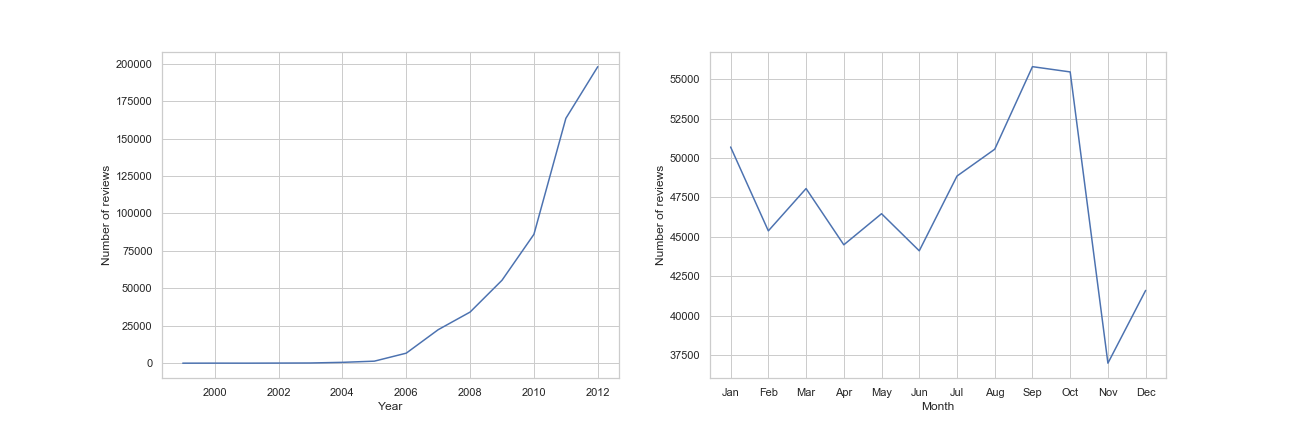 200000
175000
150000
125000
100000
75000
50000
25000
0
Number of reviews
2000 2002 2004 2006 2008 2010 2012
Year
55000
52500
50000
47500
45000
42500
40000
37500
Number of reviews
Jan Feb Mar Apr May Jun Jul Aug Sep Oct Nov Dec
Month